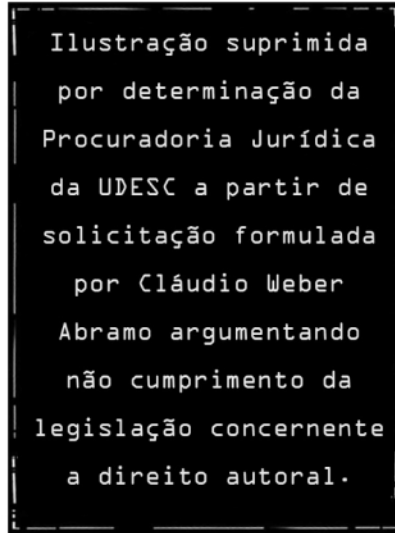 Ilustração suprimida
por determinação da
Procuradoria Jurídica
da UDESC a partir de
solicitação formulada
por Cláudio Weber
Abramo argumentando
não cumprimento da
legislação concernente
a direito autoral.